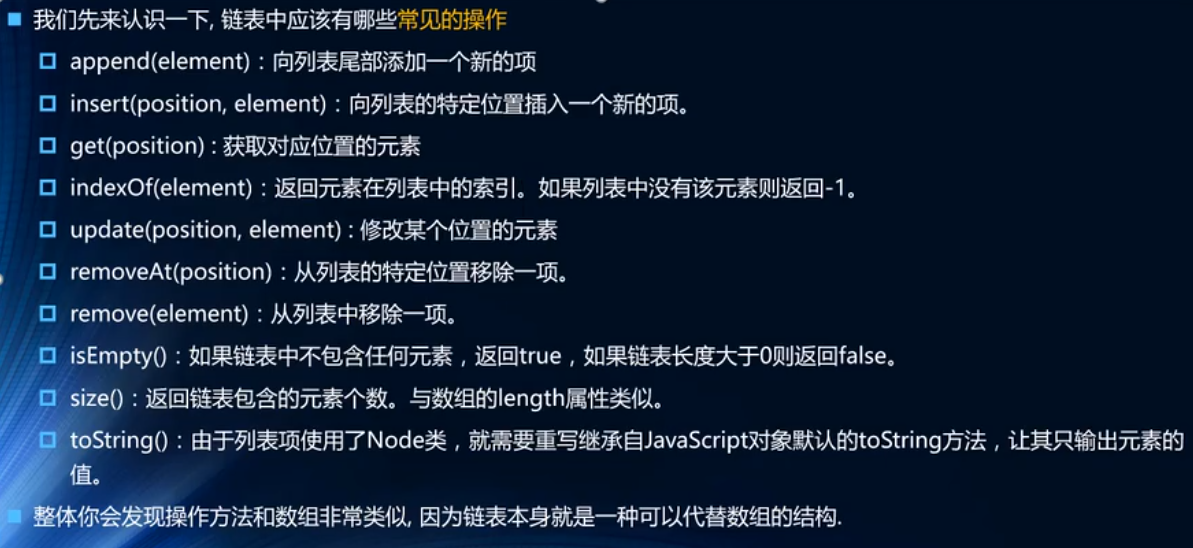 我们先来认识一下, 链表中应该有哪些常见的操作
append(element)：向列表尾部添加一个新的项
insert(position, element)：向列表的特定位置插入一个新的项。
get(position) : 获取对应位置的元素
indexOf(element)：返回元素在列表中的索引。如果列表中没有该元素则返回-1。
update(position, element) : 修改某个位置的元素
removeAt(position)：从列表的特定位置移除一项。
remove(element)：从列表中移除一项。
isEmpty()：如果链表中不包含任何元素，返回true，如果链表长度大于0则返回false。
size()：返回链表包含的元素个数。与数组的length属性类似。
toString()：由于列表项使用了Node类，就需要重写继承自JavaScript对象默认的toString方法，让其只输出元素的
值。
整体你会发现操作方法和数组非常类似, 因为链表本身就是一种可以代替数组的结构.